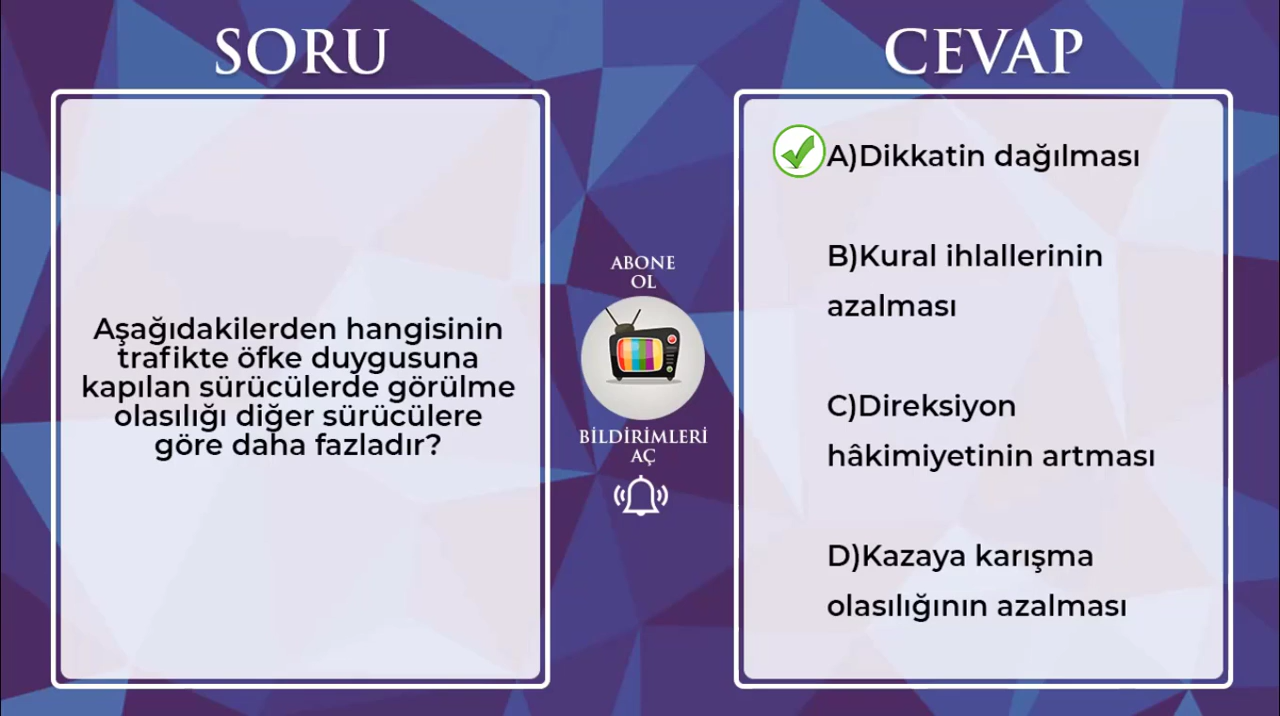 SORU
Aşağıdakilerden hangisinin
trafikte öfke duygusuna
kapılan sürücülerde görülme
olasılığı diğer sürücülere
göre daha fazladır?
ABONE
OL
BİLDİRİMLERİ
AÇ
CEVAP
A)Dikkatin dağılması
B)Kural ihlallerinin
azalması
C)Direksiyon
hâkimiyetinin artması
D)Kazaya karışma
olasılığının azalması